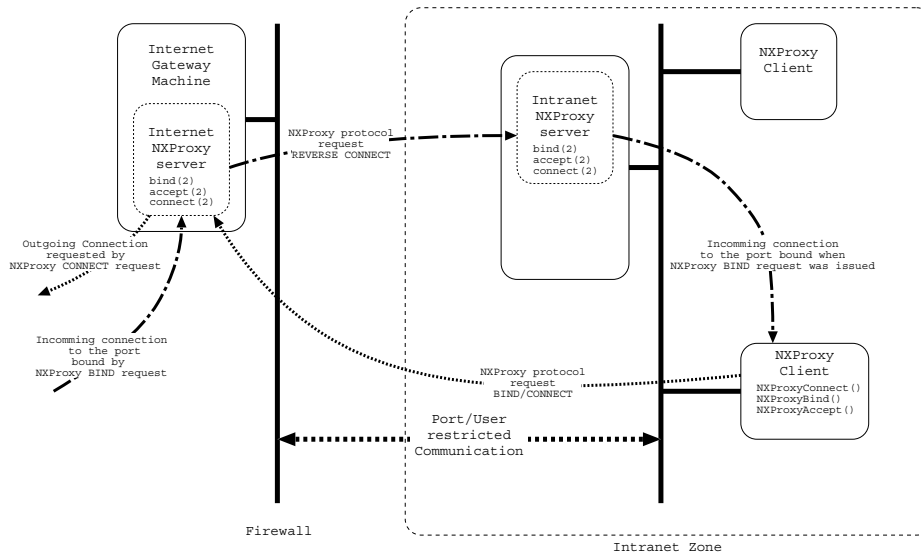 Internet
Gateway
Machine
Internet
NXProxy
server
bind(2)
accept(2)
connect(2)
NXProxy protocol
request
REVERSE CONNECT
Intranet
NXProxy
server
bind(2)
accept(2)
connect(2)
NXProxy
Client
Outgoing Connection
requested by
NXProxy CONNECT request
Incomming connection
to the port bound when
NXProxy BIND request was issued
Incomming connection
to the port
bound by
NXProxy BIND request
NXProxy protocol
request
BIND/CONNECT
NXProxy
Client
NXProxyConnect()
NXProxyBind()
NXProxyAccept()
Port/User
restricted
Communication
Firewall
Intranet Zone